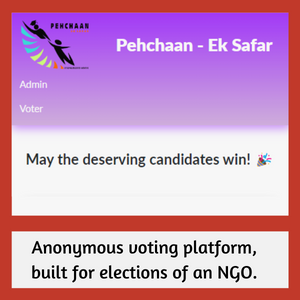 PEHCHAAN
Pehchaan - Ek Safar
Admin
Voter
May the deserving candidates win! 🎉
Anonymous voting platform,
built for elections of an NGO.